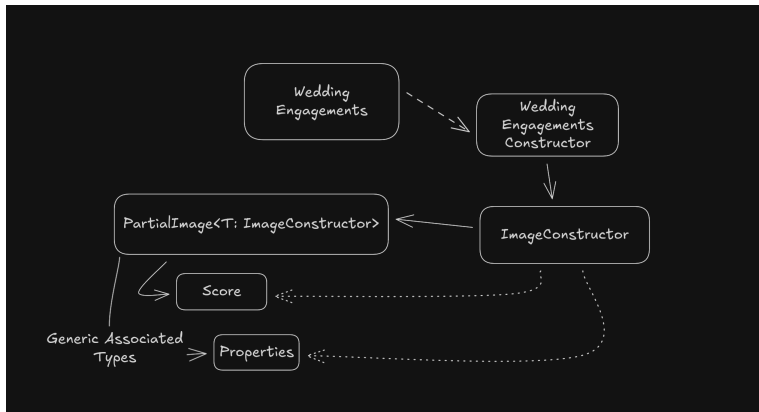 Wedding
Engagements
Wedding
Engagements
Constructor
PartialImage<T: ImageConstructor>
ImageConstructor
Score
Generic Associated
Types
Properties